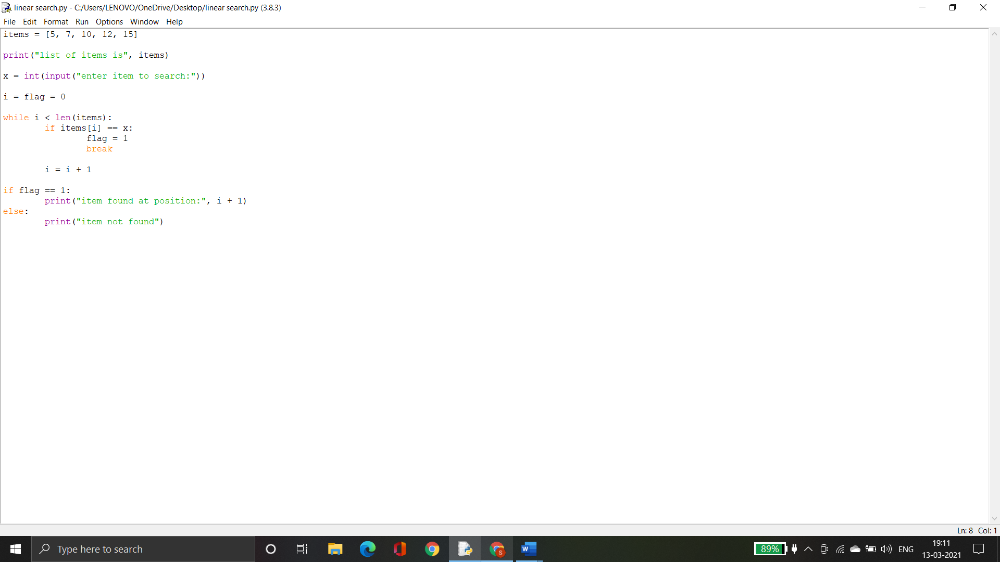 linear search.py - C:/Users/LENOVO/OneDrive/Desktop/linear search.py (3.8.3)
File Edit Format Run Options Window Help
items = [5, 7, 10, 12, 15]
print("list of items is", items)
x = int(input("enter item to search:"))
i = flag = 0
while i < len(items):
        if items[i] == x:
                flag = 1
                break
        i = i + 1
if flag == 1:
        print("item found at position:", i + 1)
else:
        print("item not found")
Ln: 8 Col: 1
Type here to search
S
W
89%
ENG
19:11
13-03-2021